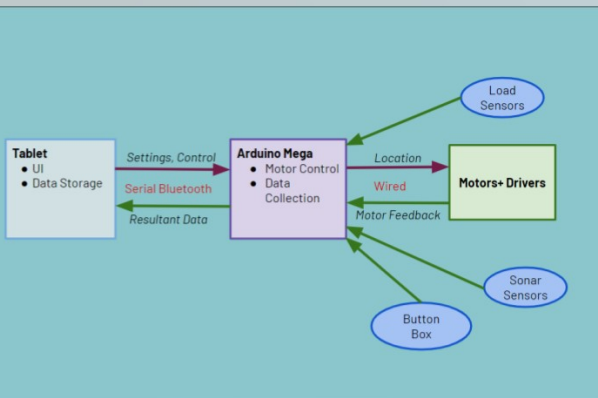 Load
Sensors
Tablet
● UI
● Data Storage
Settings, Control
Serial Bluetooth
Resultant Data
Arduino Mega
● Motor Control
● Data
Collection
Location
Wired
Motor Feedback
Motors+ Drivers
Sonar
Sensors
Button
Box